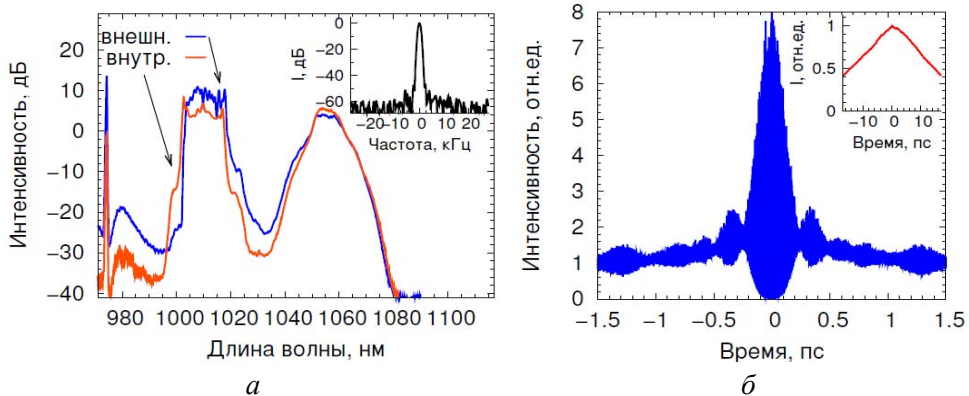 20
10
0
−10
−20
−30
−40
Интенсивность, дБ
внешн.
внутр.
0
−20
−40
−60
I, дБ
−20 −10 0 10 20
Частота, кГц
980 1000 1020 1040 1060 1080 1100
Длина волны, нм
а
8
7
6
5
4
3
2
1
0
Интенсивность, отн.ед.
1
0.5
0
I, отн.ед.
−10 0 10
Время, пс
−1.5 −1 −0.5 0 0.5 1 1.5
Время, пс
б